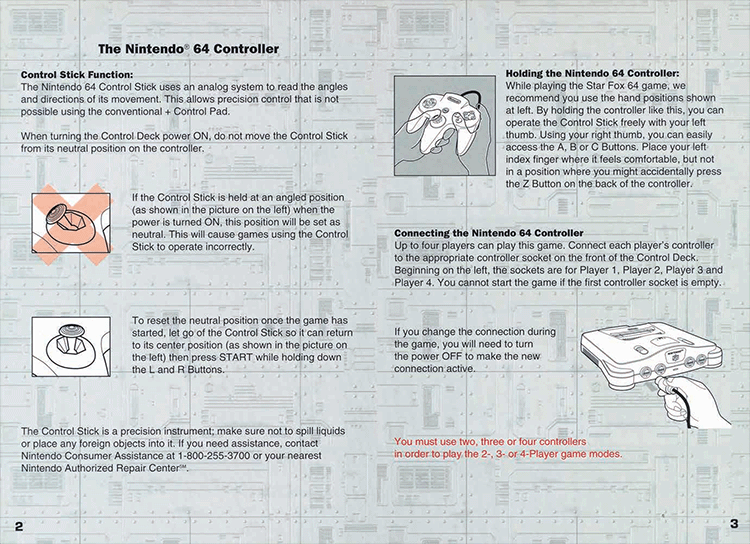 The Nintendo® 64 Controller
Control Stick Function:
The Nintendo 64 Control Stick uses an analog system to read the angles
and directions of its movement. This allows precision control that is not
possible using the conventional + Control Pad.
When turning the Control Deck power ON, do not move the Control Stick
from its neutral position on the controller.
If the Control Stick is held at an angled position
(as shown in the picture on the left) when the
power is turned ON, this position will be set as
neutral. This will cause games using the Control
Stick to operate incorrectly.
To reset the neutral position once the game has
started, let go of the Control Stick so it can return
to its center position (as shown in the picture on
the left) then press START while holding down
the L and R Buttons.
The Control Stick is a precision instrument; make sure not to spill liquids
or place any foreign objects into it. If you need assistance, contact
Nintendo Consumer Assistance at 1-800-255-3700 or your nearest
Nintendo Authorized Repair Center℠.
2
Holding the Nintendo 64 Controller:
While playing the Star Fox 64 game, we
recommend you use the hand positions shown
at left. By holding the controller like this, you can
operate the Control Stick freely with your left
thumb. Using your right thumb, you can easily
access the A, B or C Buttons. Place your left
index finger where it feels comfortable, but not
in a position where you might accidentally press
the Z Button on the back of the controller.
Connecting the Nintendo 64 Controller
Up to four players can play this game. Connect each player's controller
to the appropriate controller socket on the front of the Control Deck.
Beginning on the left, the sockets are for Player 1, Player 2, Player 3 and
Player 4. You cannot start the game if the first controller socket is empty.
If you change the connection during
the game, you will need to turn
the power OFF to make the new
connection active.
You must use two, three or four controllers
in order to play the 2-, 3- or 4-Player game modes.
3